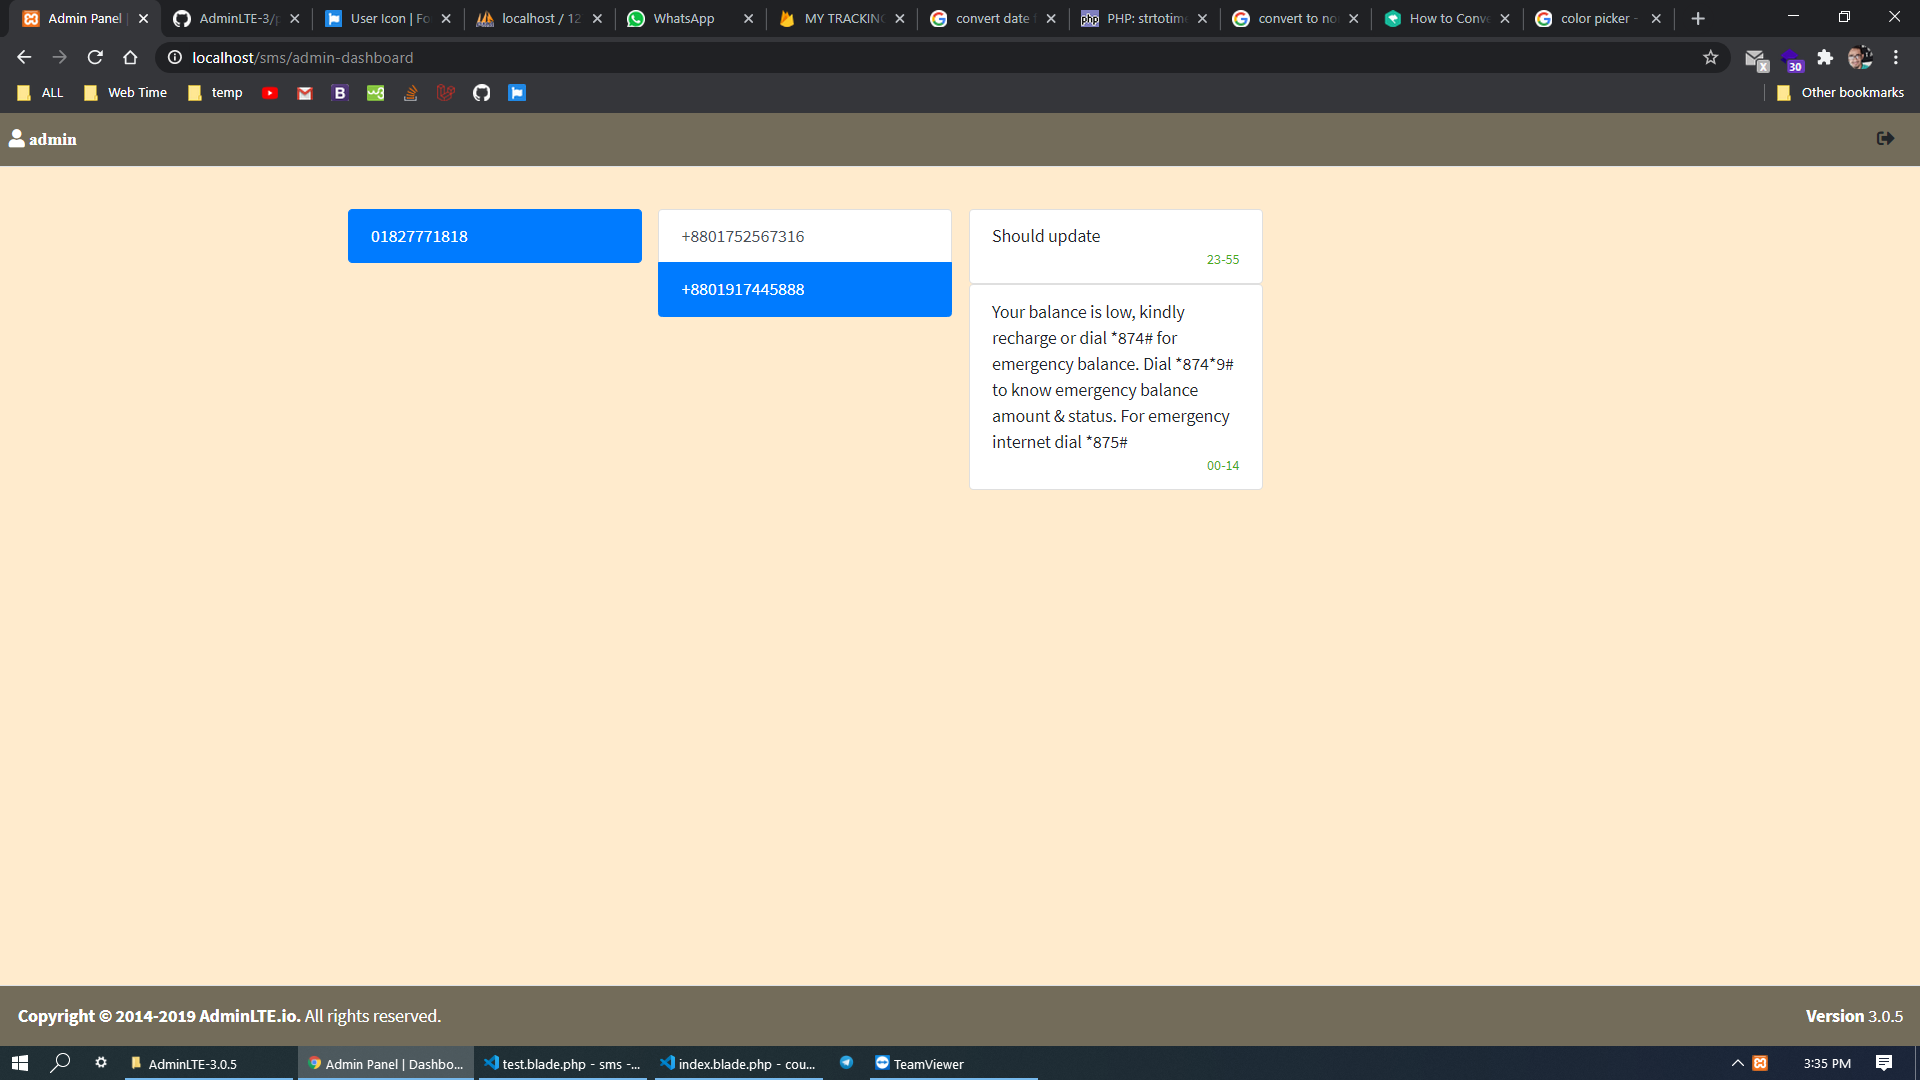 Admin Panel |
AdminLTE-3/p
User Icon | Fo
localhost / 12
WhatsApp
MY TRACKING
convert date t
PHP: strtotime
convert to no
How to Conve
color picker -
localhost/sms/admin-dashboard
x
30
ALL
Web Time
temp
B
Other bookmarks
admin
01827771818
+8801752567316
+8801917445888
Should update
23-55
Your balance is low, kindly
recharge or dial *874# for
emergency balance. Dial *874*9#
to know emergency balance
amount & status. For emergency
internet dial *875#
00-14
Copyright © 2014-2019 AdminLTE.io. All rights reserved.
Version 3.0.5
AdminLTE-3.0.5
Admin Panel | Dashbo...
test.blade.php - sms -...
index.blade.php - cou...
TeamViewer
3:35 PM